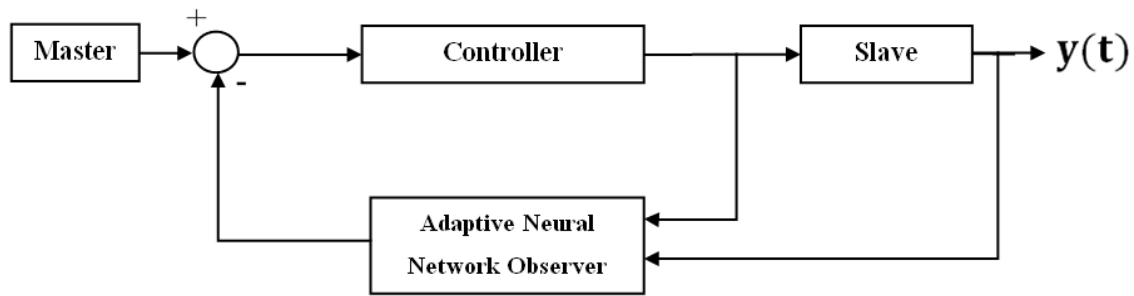 Master
+
-
Controller
Slave
y(t)
Adaptive Neural
Network Observer